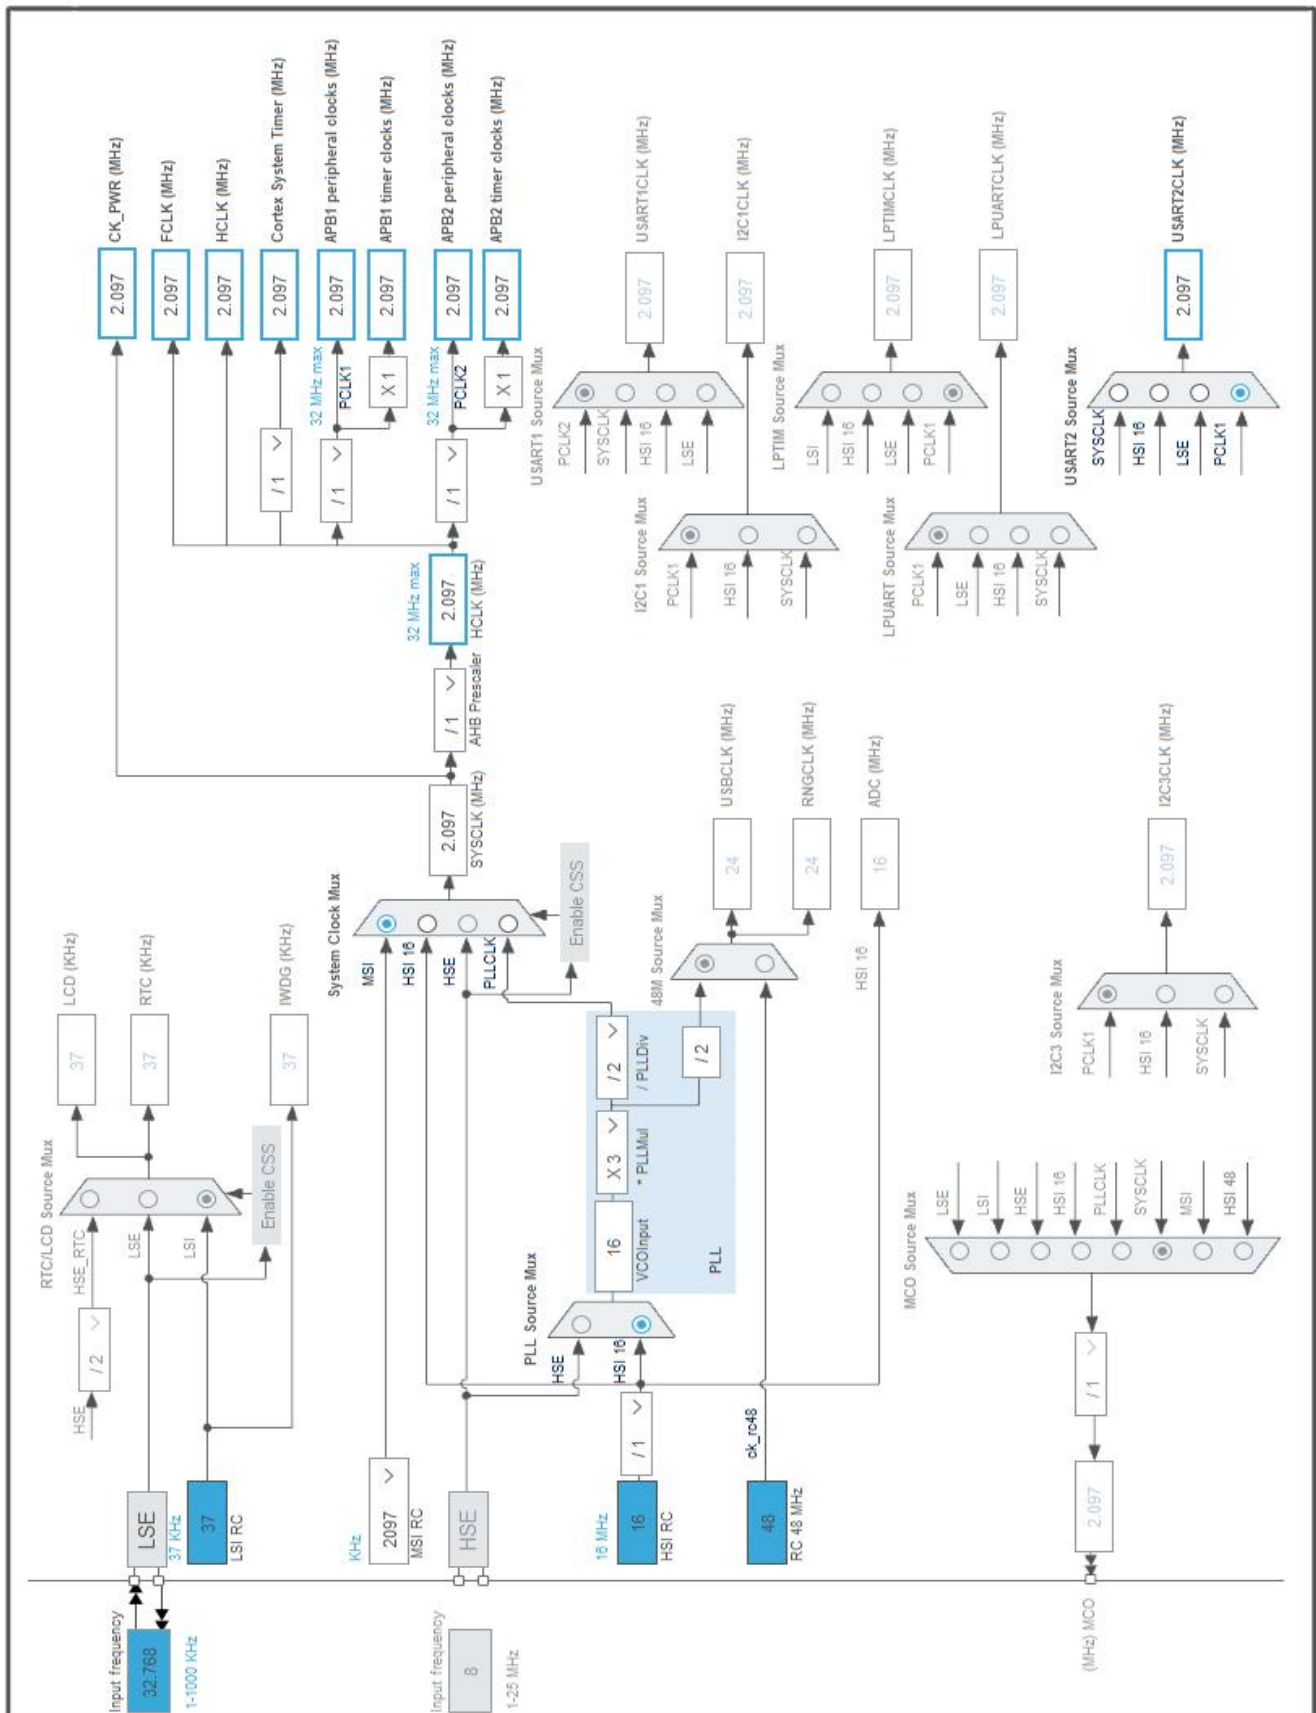 Input frequency
32.768
1-1000 KHz
LSE
37 KHz
37
LSI RC
HSE
/ 2
HSE_RTC
LSE
LSI
RTC/LCD Source Mux
Enable CSS
37
LCD (KHz)
37
RTC (KHz)
37
IWDG (KHz)
Input frequency
8
1-25 MHz
KHz
2097
MSI RC
HSE
16 MHz
16
HSI RC
/ 1
48
RC 48 MHz
ck_rc48
PLL Source Mux
HSE
HSI 16
16
VCOInput
X 3
* PLLMul
/ 2
/ PLLDiv
/ 2
PLL
System Clock Mux
MSI
HSI 16
HSE
PLLCLK
Enable CSS
48M Source Mux
24
USBCLK (MHz)
24
RNGCLK (MHz)
HSI 16
16
ADC (MHz)
2.097
SYSCLK (MHz)
/ 1
AHB Prescaler
32 MHz max
2.097
HCLK (MHz)
2.097
CK_PWR (MHz)
2.097
FCLK (MHz)
2.097
HCLK (MHz)
/ 1
2.097
Cortex System Timer (MHz)
/ 1
32 MHz max
PCLK1
2.097
APB1 peripheral clocks (MHz)
X 1
2.097
APB1 timer clocks (MHz)
/ 1
32 MHz max
PCLK2
2.097
APB2 peripheral clocks (MHz)
X 1
2.097
APB2 timer clocks (MHz)
USART1 Source Mux
PCLK2
SYSCLK
HSI 16
LSE
2.097
USART1CLK (MHz)
I2C1 Source Mux
PCLK1
HSI 16
SYSCLK
2.097
I2C1CLK (MHz)
LPTIM Source Mux
LSI
HSI 16
LSE
PCLK1
2.097
LPTIMCLK (MHz)
LPUART Source Mux
PCLK1
LSE
HSI 16
SYSCLK
2.097
LPUARTCLK (MHz)
USART2 Source Mux
SYSCLK
HSI 16
LSE
PCLK1
2.097
USART2CLK (MHz)
I2C3 Source Mux
PCLK1
HSI 16
SYSCLK
2.097
I2C3CLK (MHz)
MCO Source Mux
LSE
LSI
HSE
HSI 16
PLLCLK
SYSCLK
MSI
HSI 48
/ 1
2.097
(MHz) MCO